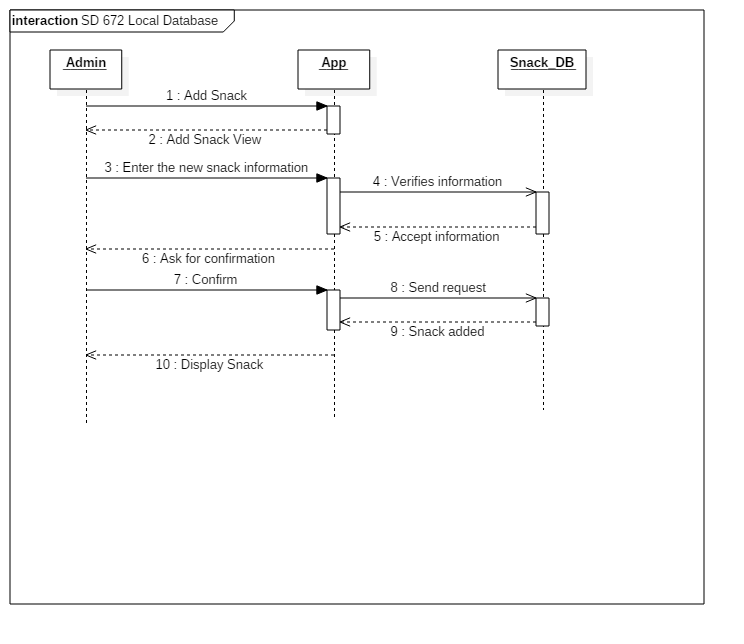 interaction SD 672 Local Database
Admin
App
Snack_DB
1 : Add Snack
2 : Add Snack View
3 : Enter the new snack information
4 : Verifies information
5 : Accept information
6 : Ask for confirmation
7 : Confirm
8 : Send request
9 : Snack added
10 : Display Snack